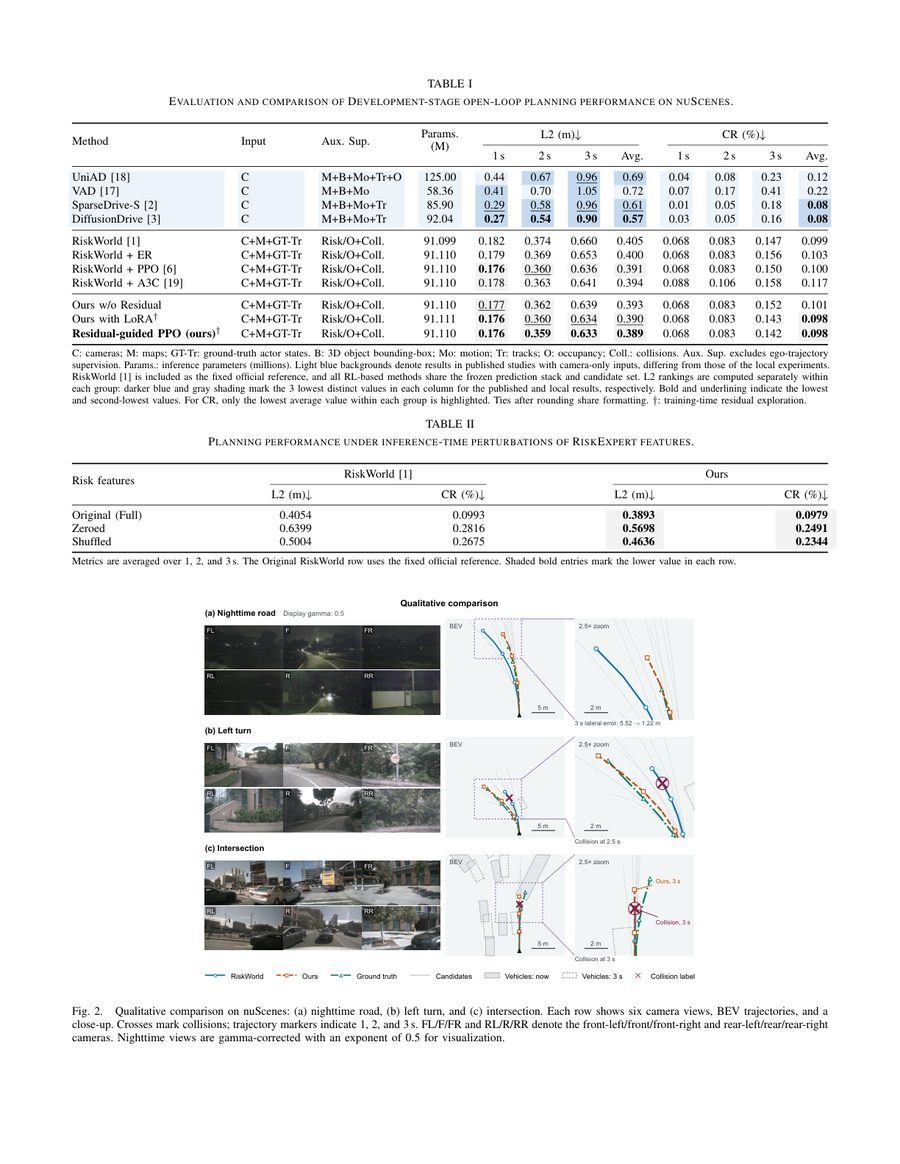 TABLE I
EVALUATION AND COMPARISON OF DEVELOPMENT-STAGE OPEN-LOOP PLANNING PERFORMANCE ON NUSCENES.
Method Input Aux. Sup. Params. (M) L2 (m)↓ CR (%)↓
1 s 2 s 3 s Avg. 1 s 2 s 3 s Avg.
UniAD [18] C M+B+Mo+Tr+O 125.00 0.44 0.67 0.96 0.69 0.04 0.08 0.23 0.12
VAD [17] C M+B+Mo 58.36 0.41 0.70 1.05 0.72 0.07 0.17 0.41 0.22
SparseDrive-S [2] C M+B+Mo+Tr 85.90 0.29 0.58 0.96 0.61 0.01 0.05 0.18 0.08
DiffusionDrive [3] C M+B+Mo+Tr 92.04 0.27 0.54 0.90 0.57 0.03 0.05 0.16 0.08
RiskWorld [1] C+M+GT-Tr Risk/O+Coll. 91.099 0.182 0.374 0.660 0.405 0.068 0.083 0.147 0.099
RiskWorld + ER C+M+GT-Tr Risk/O+Coll. 91.110 0.179 0.369 0.653 0.400 0.068 0.083 0.156 0.103
RiskWorld + PPO [6] C+M+GT-Tr Risk/O+Coll. 91.110 0.176 0.360 0.636 0.391 0.068 0.083 0.150 0.100
RiskWorld + A3C [19] C+M+GT-Tr Risk/O+Coll. 91.110 0.178 0.363 0.641 0.394 0.088 0.106 0.158 0.117
Ours w/o Residual C+M+GT-Tr Risk/O+Coll. 91.110 0.177 0.362 0.639 0.393 0.068 0.083 0.152 0.101
Ours with LoRA† C+M+GT-Tr Risk/O+Coll. 91.111 0.176 0.360 0.634 0.390 0.068 0.083 0.143 0.098
Residual-guided PPO (ours)† C+M+GT-Tr Risk/O+Coll. 91.110 0.176 0.359 0.633 0.389 0.068 0.083 0.142 0.098
C: cameras; M: maps; GT-Tr: ground-truth actor states. B: 3D object bounding-box; Mo: motion; Tr: tracks; O: occupancy; Coll.: collisions. Aux. Sup. excludes ego-trajectory
supervision. Params.: inference parameters (millions). Light blue backgrounds denote results in published studies with camera-only inputs, differing from those of the local experiments.
RiskWorld [1] is included as the fixed official reference, and all RL-based methods share the frozen prediction stack and candidate set. L2 rankings are computed separately within
each group: darker blue and gray shading mark the 3 lowest distinct values in each column for the published and local results, respectively. Bold and underlining indicate the lowest
and second-lowest values. For CR, only the lowest average value within each group is highlighted. Ties after rounding share formatting. †: training-time residual exploration.
TABLE II
PLANNING PERFORMANCE UNDER INFERENCE-TIME PERTURBATIONS OF RISKEXPERT FEATURES.
Risk features RiskWorld [1] Ours
L2 (m)↓ CR (%)↓ L2 (m)↓ CR (%)↓
Original (Full) 0.4054 0.0993 0.3893 0.0979
Zeroed 0.6399 0.2816 0.5698 0.2491
Shuffled 0.5004 0.2675 0.4636 0.2344
Metrics are averaged over 1, 2, and 3 s. The Original RiskWorld row uses the fixed official reference. Shaded bold entries mark the lower value in each row.
Qualitative comparison
(a) Nighttime road Display gamma: 0.5
FL F FR BEV 2.5× zoom
RL R RR
5 m 2 m
3 s lateral error: 5.52 → 1.22 m
(b) Left turn
FL F FR BEV 2.5× zoom
RL R RR
5 m 2 m
Collision at 2.5 s
(c) Intersection
FL F FR BEV 2.5× zoom
Ours, 3 s
RL R RR
Collision, 3 s
5 m 2 m
Collision at 3 s
RiskWorld Ours Ground truth Candidates Vehicles: now Vehicles: 3 s Collision label
Fig. 2. Qualitative comparison on nuScenes: (a) nighttime road, (b) left turn, and (c) intersection. Each row shows six camera views, BEV trajectories, and a
close-up. Crosses mark collisions; trajectory markers indicate 1, 2, and 3 s. FL/F/FR and RL/R/RR denote the front-left/front/front-right and rear-left/rear/rear-right
cameras. Nighttime views are gamma-corrected with an exponent of 0.5 for visualization.